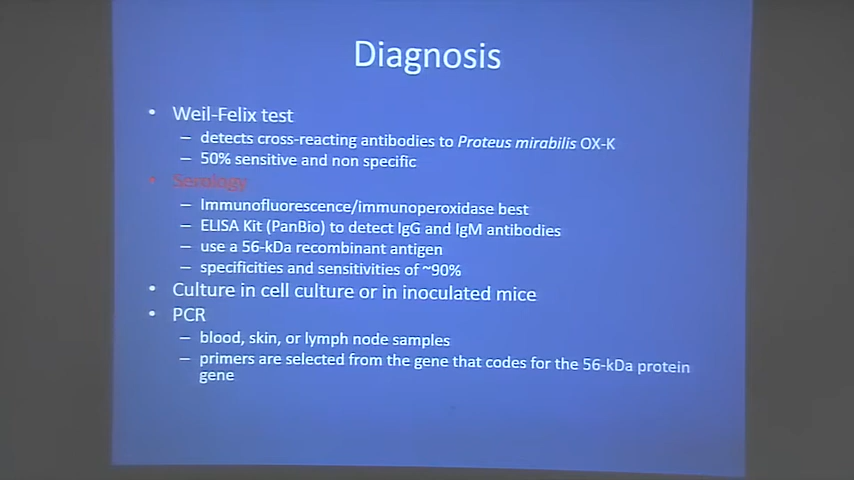 Diagnosis
• Weil-Felix test
– detects cross-reacting antibodies to Proteus mirabilis OX-K
– 50% sensitive and non specific
• Serology
– Immunofluorescence/immunoperoxidase best
– ELISA Kit (PanBio) to detect IgG and IgM antibodies
– use a 56-kDa recombinant antigen
– specificities and sensitivities of ~90%
• Culture in cell culture or in inoculated mice
• PCR
– blood, skin, or lymph node samples
– primers are selected from the gene that codes for the 56-kDa protein
gene